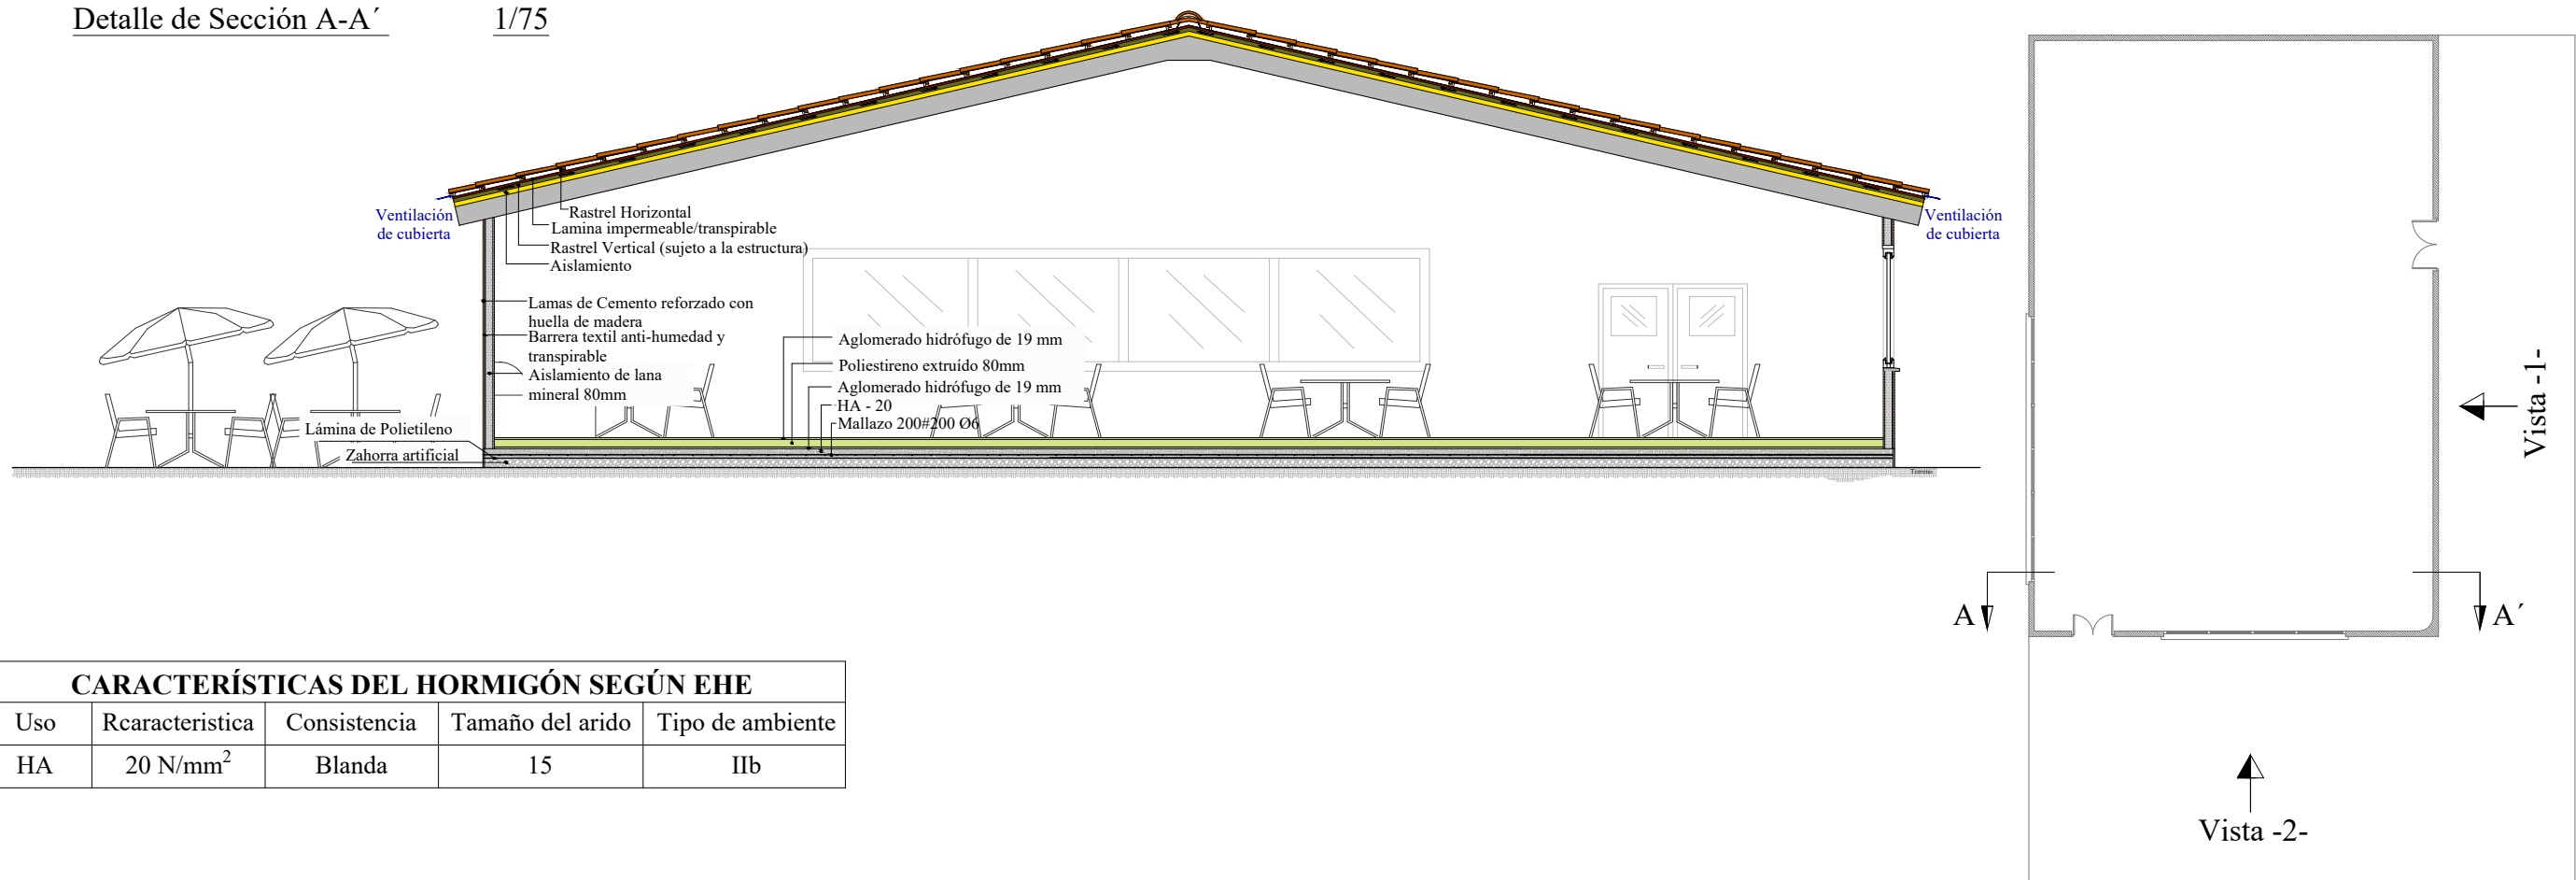 Detalle de Sección A-A´ 1/75
Ventilación
de cubierta
Rastrel Horizontal
Lamina impermeable/transpirable
Rastrel Vertical (sujeto a la estructura)
Aislamiento
Ventilación
de cubierta
Lamas de Cemento reforzado con
huella de madera
Barrera textil anti-humedad y
transpirable
Aislamiento de lana
mineral 80mm
Aglomerado hidrófugo de 19 mm
Poliestireno extruído 80mm
Aglomerado hidrófugo de 19 mm
HA - 20
Mallazo 200#200 Ø6
Lámina de Polietileno
Zahorra artificial
Terreno
Vista -1-
A A´
Vista -2-
CARACTERÍSTICAS DEL HORMIGÓN SEGÚN EHE
Uso Rcaracteristica Consistencia Tamaño del arido Tipo de ambiente
HA 20 N/mm² Blanda 15 IIb